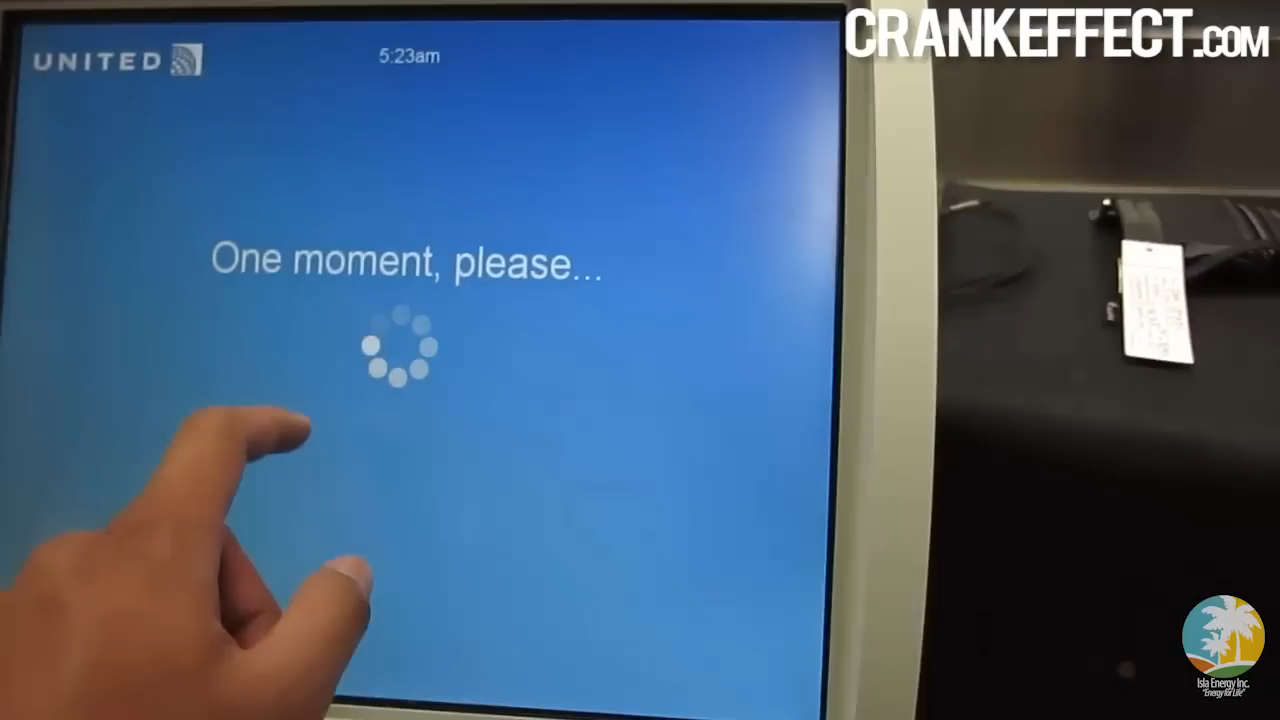 CRANKEFFECT.COM
UNITED
5:23am
One moment, please...
Isla Energy Inc.
"Energy for Life"